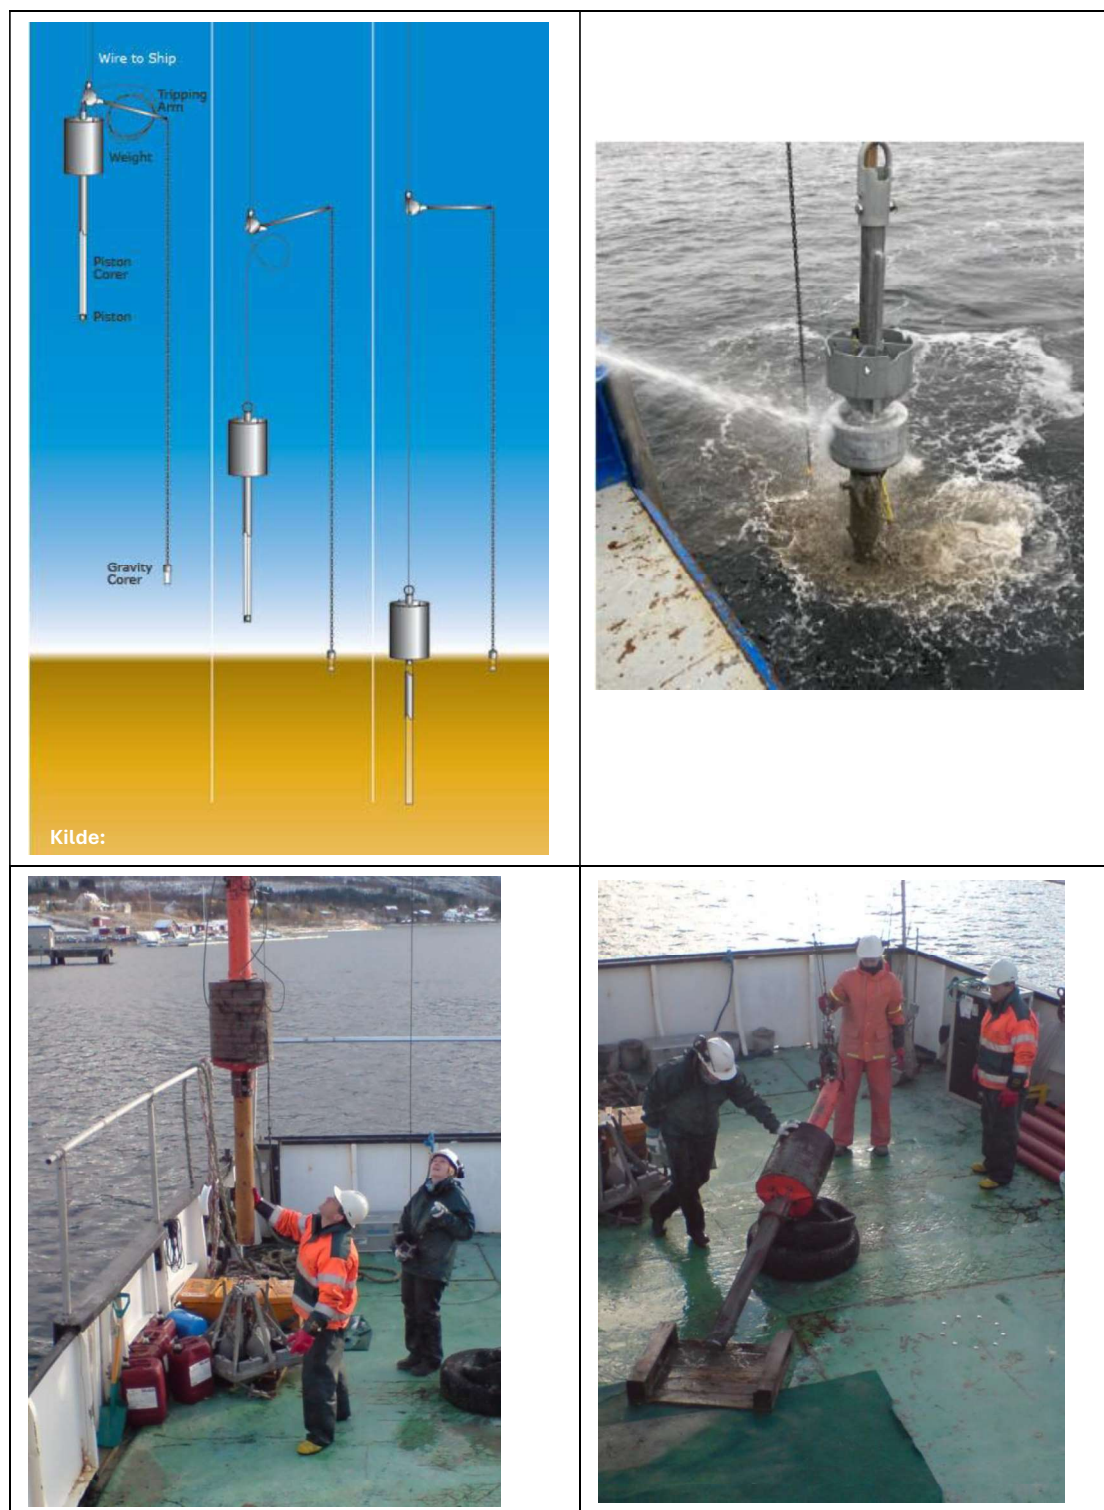 Wire to Ship
Tripping
Arm
Weight
Piston
Corer
Piston
Gravity
Corer
Kilde: